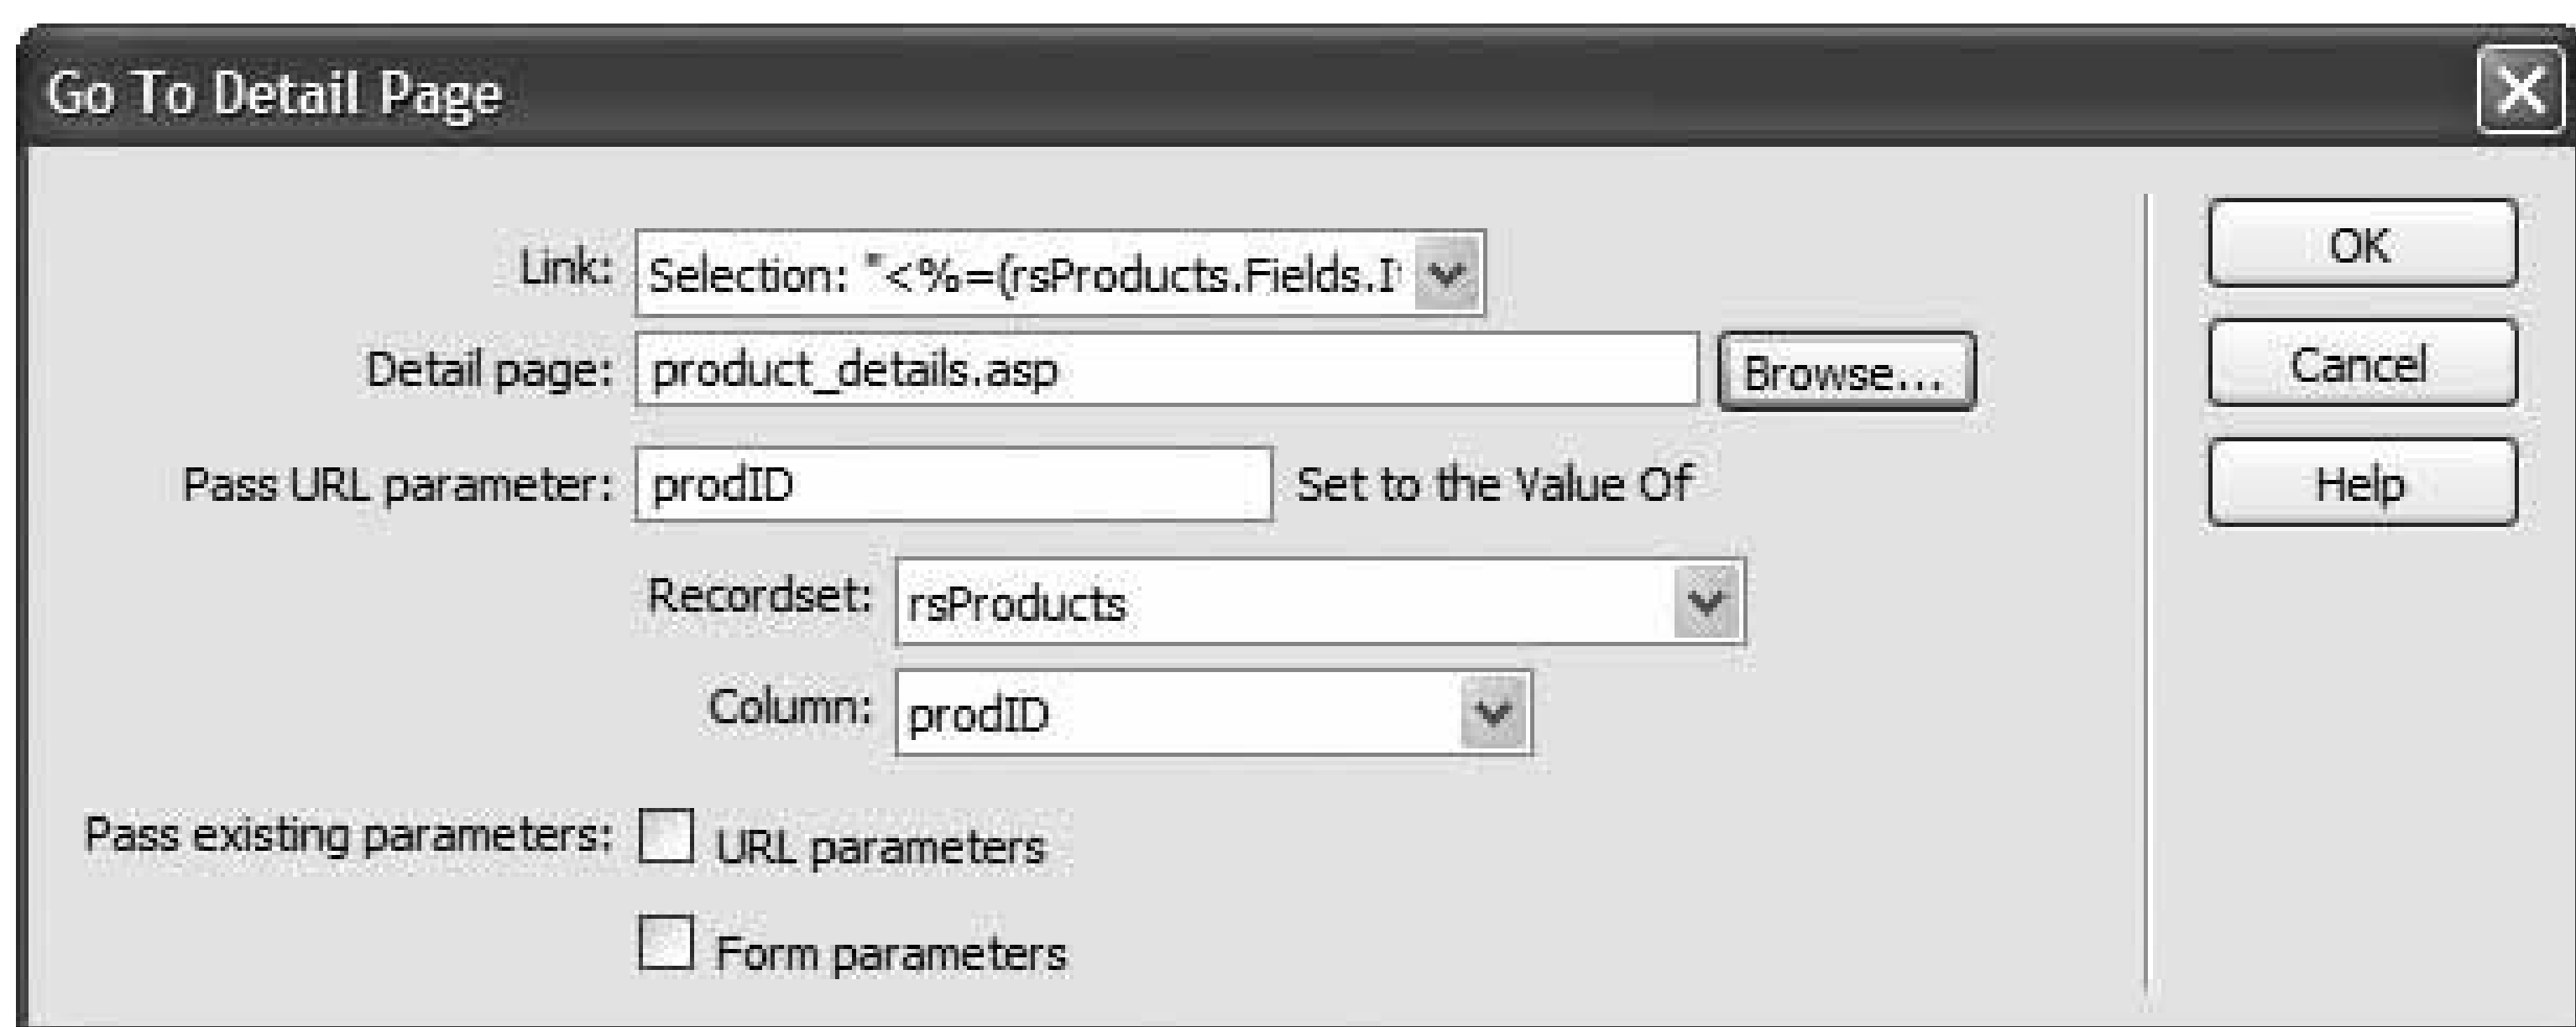 Go To Detail Page
Link: Selection: "<%=(rsProducts.Fields.I
OK
Detail page: product_details.asp Browse...
Cancel
Pass URL parameter: prodID Set to the Value Of
Help
Recordset: rsProducts
Column: prodID
Pass existing parameters: URL parameters
Form parameters